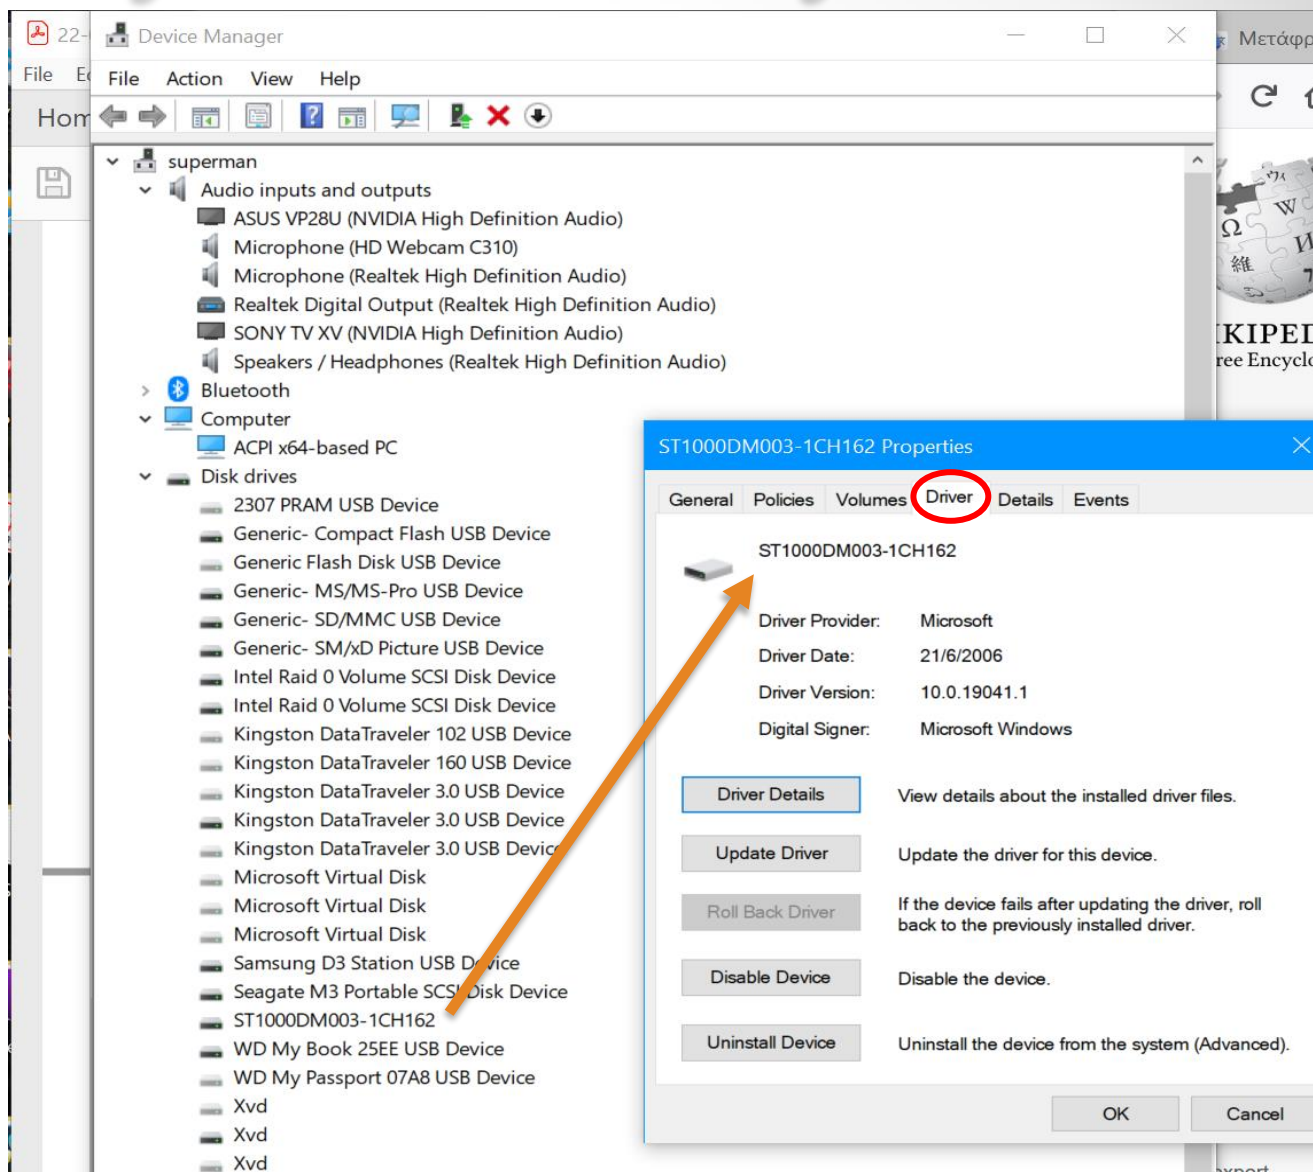 22-
Device Manager
Μετάφρ
File
File Action View Help
Hom
superman
Audio inputs and outputs
ASUS VP28U (NVIDIA High Definition Audio)
Microphone (HD Webcam C310)
Microphone (Realtek High Definition Audio)
Realtek Digital Output (Realtek High Definition Audio)
SONY TV XV (NVIDIA High Definition Audio)
Speakers / Headphones (Realtek High Definition Audio)
Bluetooth
Computer
ACPI x64-based PC
Disk drives
2307 PRAM USB Device
Generic- Compact Flash USB Device
Generic Flash Disk USB Device
Generic- MS/MS-Pro USB Device
Generic- SD/MMC USB Device
Generic- SM/xD Picture USB Device
Intel Raid 0 Volume SCSI Disk Device
Intel Raid 0 Volume SCSI Disk Device
Kingston DataTraveler 102 USB Device
Kingston DataTraveler 160 USB Device
Kingston DataTraveler 3.0 USB Device
Kingston DataTraveler 3.0 USB Device
Kingston DataTraveler 3.0 USB Device
Microsoft Virtual Disk
Microsoft Virtual Disk
Microsoft Virtual Disk
Samsung D3 Station USB Device
Seagate M3 Portable SCSI Disk Device
ST1000DM003-1CH162
WD My Book 25EE USB Device
WD My Passport 07A8 USB Device
Xvd
Xvd
Xvd
Ω W И 維 7
IKIPED
ree Encyclo
ST1000DM003-1CH162 Properties
General Policies Volumes Driver Details Events
ST1000DM003-1CH162
Driver Provider: Microsoft
Driver Date: 21/6/2006
Driver Version: 10.0.19041.1
Digital Signer: Microsoft Windows
Driver Details View details about the installed driver files.
Update Driver Update the driver for this device.
Roll Back Driver If the device fails after updating the driver, roll
back to the previously installed driver.
Disable Device Disable the device.
Uninstall Device Uninstall the device from the system (Advanced).
OK Cancel